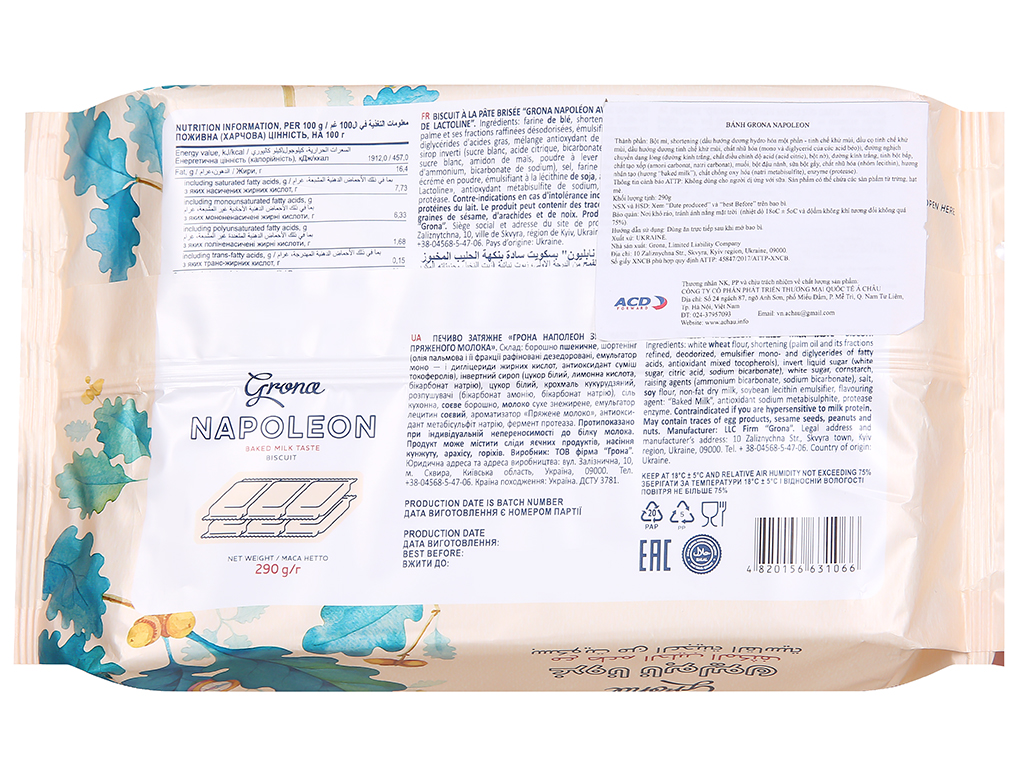 NUTRITION INFORMATION, PER 100 g / معلومات التغذية في ل100 غم
ПОЖИВНА (ХАРЧОВА) ЦІННІСТЬ, НА 100 г
Energy value, kJ/kcal /
Енергетична цінність (калорійність), кДж/ккал 1912,0 / 457,0
Fat, g / الدهون، غرام / Жири, г 16,4
including saturated fatty acids, g /
з яких насичених жирних кислот, г 7,73
including monounsaturated fatty acids, g
з яких мононенасичені жирні кислоти, г 6,33
including polyunsaturated fatty acids, g
з яких поліненасичені жирні кислоти, г 1,68
including trans-fatty acids, g /
з яких транс-жирних кислот, г 0,15
FR BISCUIT À LA PÂTE BRISÉE "GRONA NAPOLÉON AV
DE LACTOLINE". Ingrédients: farine de blé, shorten
palme et ses fractions raffinées désodorisées, émulsif
diglycérides d'acides gras, mélange antioxydant de
sirop inverti (sucre blanc, acide citrique, bicarbonate
sucre blanc, amidon de maïs, poudre à lever
d'ammonium, bicarbonate de sodium), sel, farine
écrémé en poudre, émulsifiant à lécithine de soja, a
Lactoline», antioxydant metabisulfite de sodium,
protéase. Contre-indications en cas d'intolérance ind
protéines du lait. Le produit peut contenir des trac
graines de sésame, d'arachides et de noix. Prod
"Grona". Siège social et adresse du site de pro
Zaliznytchna, 10, ville de Skvyra, région de Kyiv, Ukra
+38-04568-5-47-06. Pays d'origine: Ukraine.
نابليون" بسكويت سادة بنكهة الحليب المخبوز
BÁNH GRONA NAPOLEON
Thành phần: Bột mì, shortening (dầu hướng dương hydro hóa một phần - tinh chế khử mùi, dầu cọ tinh chế khử
mùi, dầu hướng dương tinh chế khử mùi, chất nhũ hóa (mono và diglycerid của các acid béo), đường nghịch
chuyển dạng lỏng (đường kính trắng, chất điều chỉnh độ acid (acid citric), bột nở), đường kính trắng, tinh bột bắp,
chất tạo xốp (amoni carbonat, natri carbonat), muối, bột đậu nành, sữa bột gầy, chất nhũ hóa (nhóm lecithin), hương
nhân tạo (hương "baked milk"), chất chống oxy hóa (natri metabisulfit), enzyme (protease).
Thông tin cảnh báo ATTP: Không dùng cho người dị ứng với sữa. Sản phẩm có thể chứa các sản phẩm từ trứng, hạt
mè
Khối lượng tịnh: 290g
NSX và HSD: Xem "Date produced" và "best Before" trên bao bì
Bảo quản: Nơi khô ráo, tránh ánh nắng mặt trời (nhiệt độ 18oC ± 5oC và độ ẩm không khí tương đối không quá
75%)
Hướng dẫn sử dụng: Dùng ăn trực tiếp sau khi mở bao bì
Xuất xứ: UKRAINE
Nhà sản xuất: Grona, Limited Liability Company
Địa chỉ: 10 Zaliznychna Str., Skvyra, Kyiv region, Ukraine, 09000.
Số giấy XNCB phù hợp quy định ATTP: 45847/2017/ATTP-XNCB
ACD
FORWARD
Thương nhân NK, PP và chịu trách nhiệm về chất lượng sản phẩm
CÔNG TY CỔ PHẦN PHÁT TRIỂN THƯƠNG MẠI QUỐC TẾ Á CHÂU
Địa chỉ: Số 24 ngách 87, ngõ Anh Sơn, phố Miếu Đầm, P. Mễ Trì, Q. Nam Từ Liêm,
Tp. Hà Nội, Việt Nam
ĐT: 024-37957093 Email: vn.achau@gmail.com
Website: www.achau.info
OPEN HERE
Grona
NAPOLEON
BAKED MILK TASTE
BISCUIT
NET WEIGHT / МАСА НЕТТО
290 g/г
UA ПЕЧИВО ЗАТЯЖНЕ «ГРОНА НАПОЛЕОН ЗІ
ПРЯЖЕНОГО МОЛОКА». Склад: борошно пшеничне, шортенінг
(олія пальмова і її фракції рафіновані дезодоровані, емульгатор
моно — і дигліцериди жирних кислот, антиоксидант суміш
токоферолів), інвертний сироп (цукор білий, лимонна кислота,
бікарбонат натрію), цукор білий, крохмаль кукурудзяний,
розпушувачі (бікарбонат амонію, бікарбонат натрію), сіль
кухонна, соєве борошно, молоко сухе знежирене, емульгатор
лецитин соєвий, ароматизатор «Пряжене молоко», антиокси-
дант метабісульфіт натрію, фермент протеаза. Протипоказано
при індивідуальній непереносимості до білку молока.
Продукт може містити сліди яєчних продуктів, насіння
кунжуту, арахісу, горіхів. Виробник: ТОВ фірма "Грона".
Юридична адреса та адреса виробництва: вул. Залізнична, 10,
м. Сквира, Київська область, Україна, 09000. Тел.
+38-04568-5-47-06. Країна походження: Україна. ДСТУ 3781.
PRODUCTION DATE IS BATCH NUMBER
ДАТА ВИГОТОВЛЕННЯ Є НОМЕРОМ ПАРТІЇ
PRODUCTION DATE
ДАТА ВИГОТОВЛЕННЯ:
BEST BEFORE:
ВЖИТИ ДО:
Ingredients: white wheat flour, shortening (palm oil and its fractions
refined, deodorized, emulsifier mono- and diglycerides of fatty
acids, antioxidant mixed tocopherols), invert liquid sugar (white
sugar, citric acid, sodium bicarbonate), white sugar, cornstarch,
raising agents (ammonium bicarbonate, sodium bicarbonate), salt,
soy flour, non-fat dry milk, soybean lecithin emulsifier, flavouring
agent: "Baked Milk", antioxidant sodium metabisulphite, protease
enzyme. Contraindicated if you are hypersensitive to milk protein.
May contain traces of egg products, sesame seeds, peanuts and
nuts. Manufacturer: LLC Firm "Grona". Legal address and
manufacturer's address: 10 Zaliznychna Str., Skvyra town, Kyiv
region, Ukraine, 09000. Tel. + 38-04568-5-47-06. Country of origin:
Ukraine.
KEEP AT 18°C ± 5°C AND RELATIVE AIR HUMIDITY NOT EXCEEDING 75%
ЗБЕРІГАТИ ЗА ТЕМПЕРАТУРИ 18°С ± 5°С І ВІДНОСНІЙ ВОЛОГОСТІ
ПОВІТРЯ НЕ БІЛЬШЕ 75%
20
PAP
5
PP
EAC
4 820156 631066
Grona